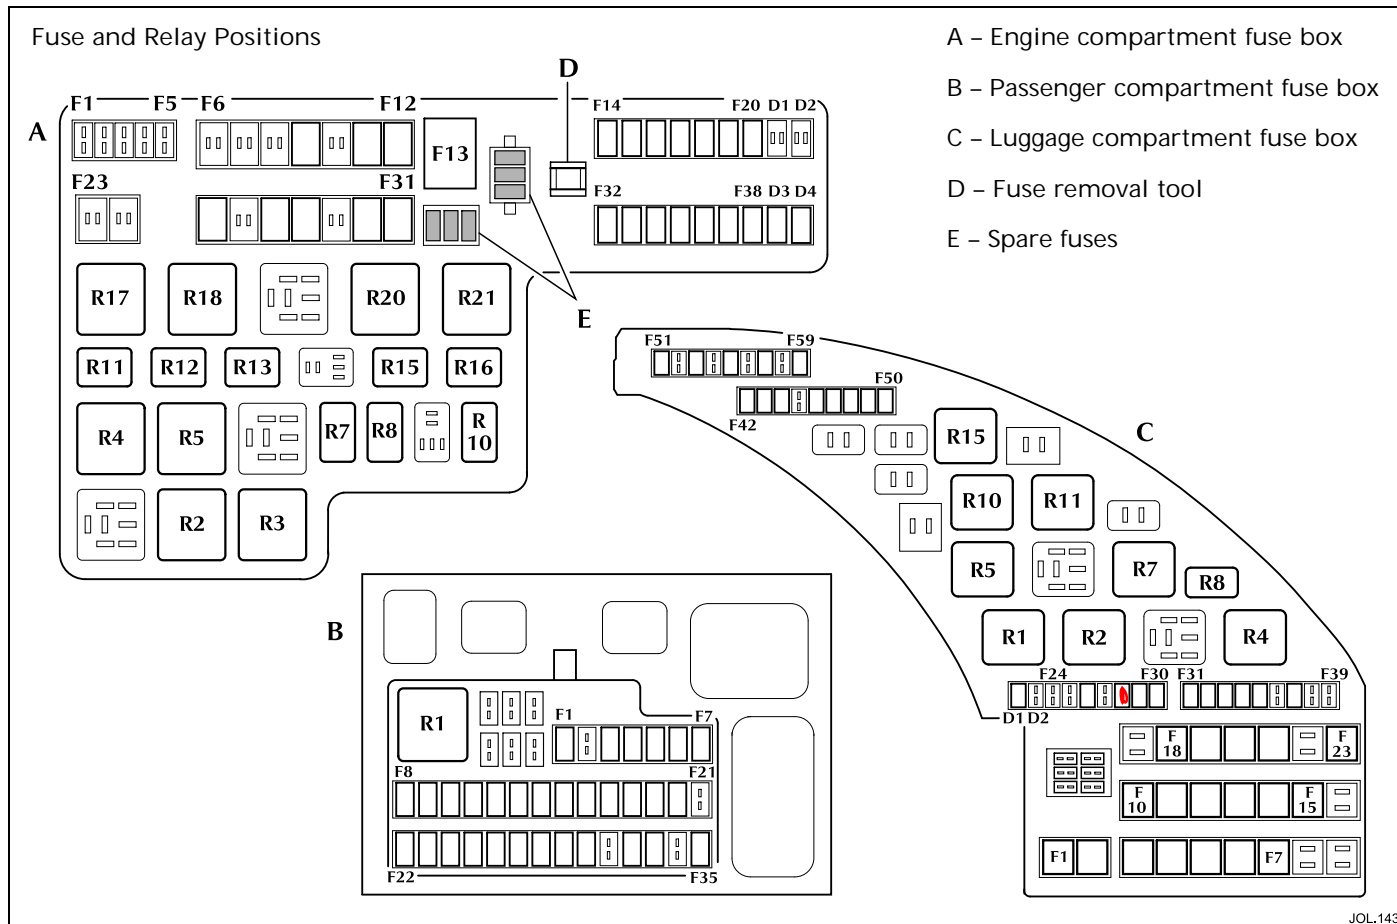 Fuse and Relay Positions
A – Engine compartment fuse box
B – Passenger compartment fuse box
C – Luggage compartment fuse box
D – Fuse removal tool
E – Spare fuses
D
A
F1 F5 F6 F12
F13
F14 F20 D1 D2
F23 F31
F32 F38 D3 D4
E
R17 R18 R20 R21
R11 R12 R13 R15 R16
R4 R5 R7 R8 R 10
R2 R3
C
F51 F59
F50
F42
R15
R10 R11
R5 R7 R8
R1 R2 R4
F24 F30 F31 F39
D1 D2
F 18 F 23
F 10 F 15
F1 F7
B
R1
F1 F7
F8 F21
F22 F35
JOL.143